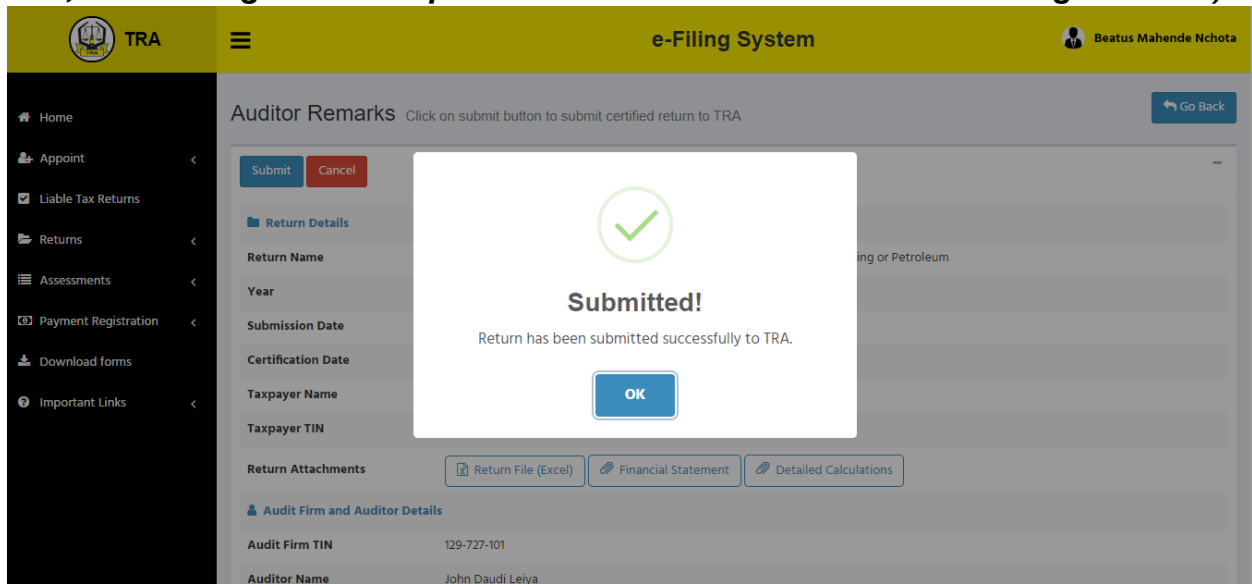 TRA
e-Filing System
Beatus Mahende Nchota
Home
Appoint
Liable Tax Returns
Returns
Assessments
Payment Registration
Download forms
Important Links
Auditor Remarks Click on submit button to submit certified return to TRA
Go Back
Submit Cancel
Return Details
Return Name ing or Petroleum
Year
Submission Date
Certification Date
Taxpayer Name
Taxpayer TIN
Submitted!
Return has been submitted successfully to TRA.
OK
Return Attachments Return File (Excel) Financial Statement Detailed Calculations
Audit Firm and Auditor Details
Audit Firm TIN 129-727-101
Auditor Name John Daudi Leiya